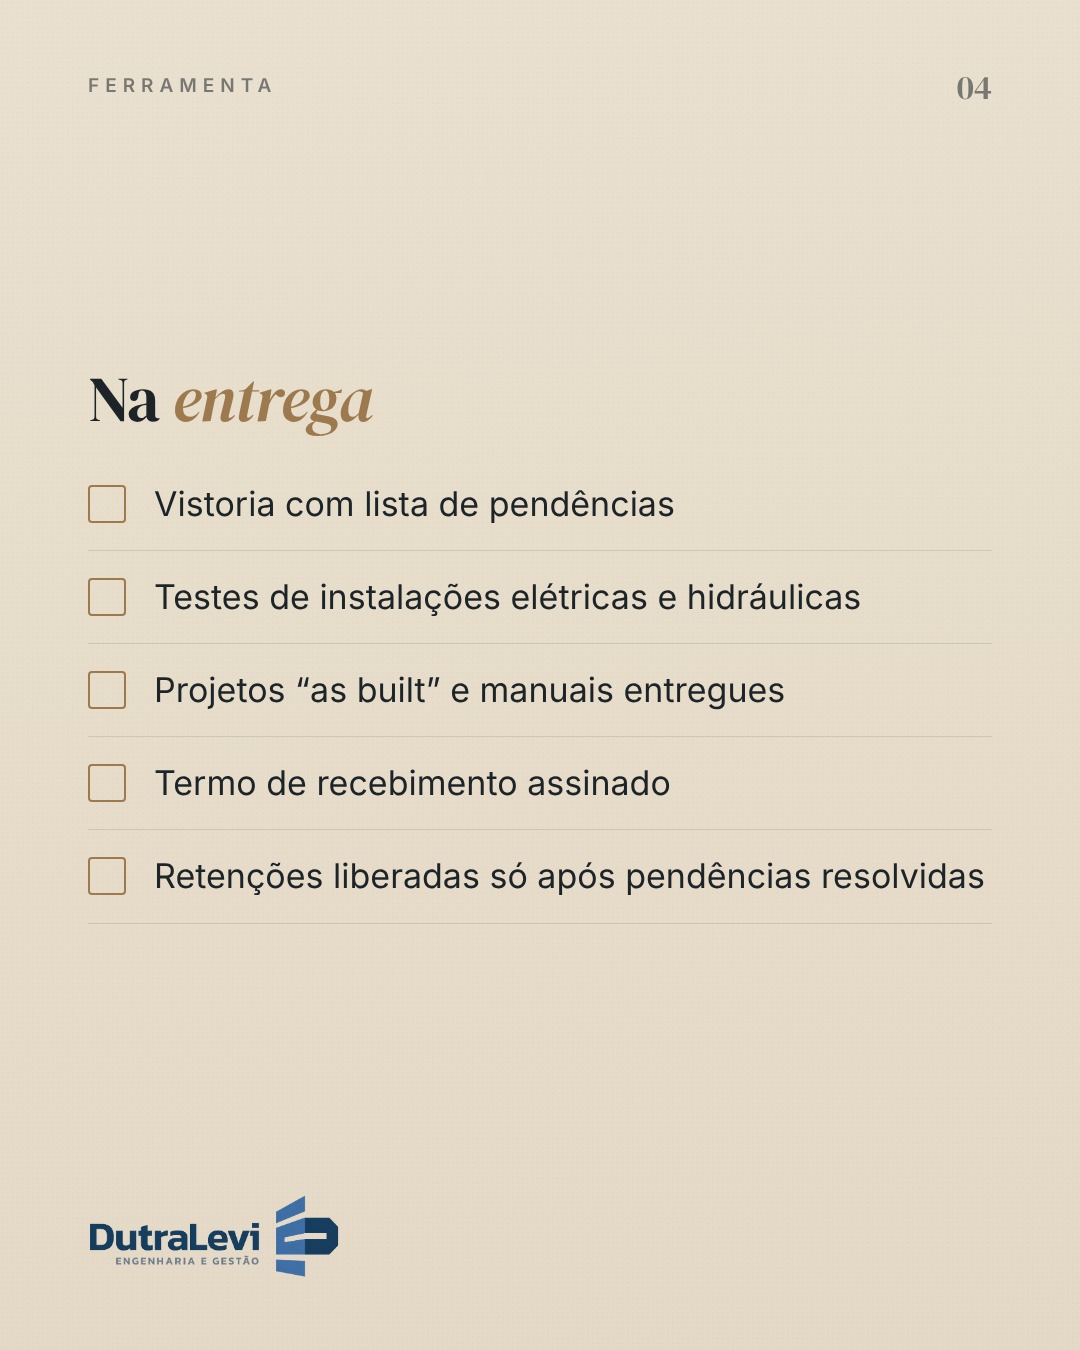 FERRAMENTA
04
Na entrega
Vistoria com lista de pendências
Testes de instalações elétricas e hidráulicas
Projetos “as built” e manuais entregues
Termo de recebimento assinado
Retenções liberadas só após pendências resolvidas
DutraLevi
ENGENHARIA E GESTÃO